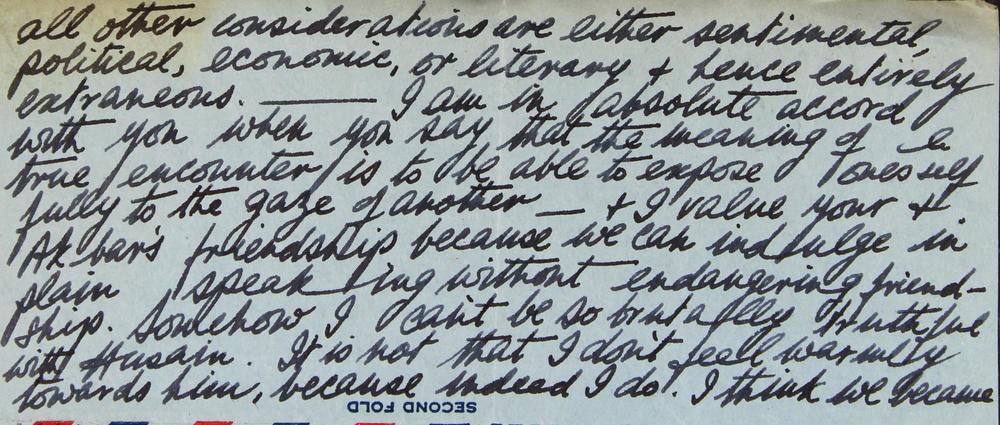 all other considerations are either sentimental,
political, economic, or literary + hence entirely
extraneous. —— I am in absolute accord
with you when you say that the meaning of a
true encounter is to be able to expose onesself
fully to the gaze of another — + I value your +
Akbar's friendship because we can indulge in
plain speaking without endangering friend-
ship. Somehow I can't be so brutally truthful
with Husain. It is not that I don't feel warmly
towards him, because indeed I do. I think we became
SECOND FOLD